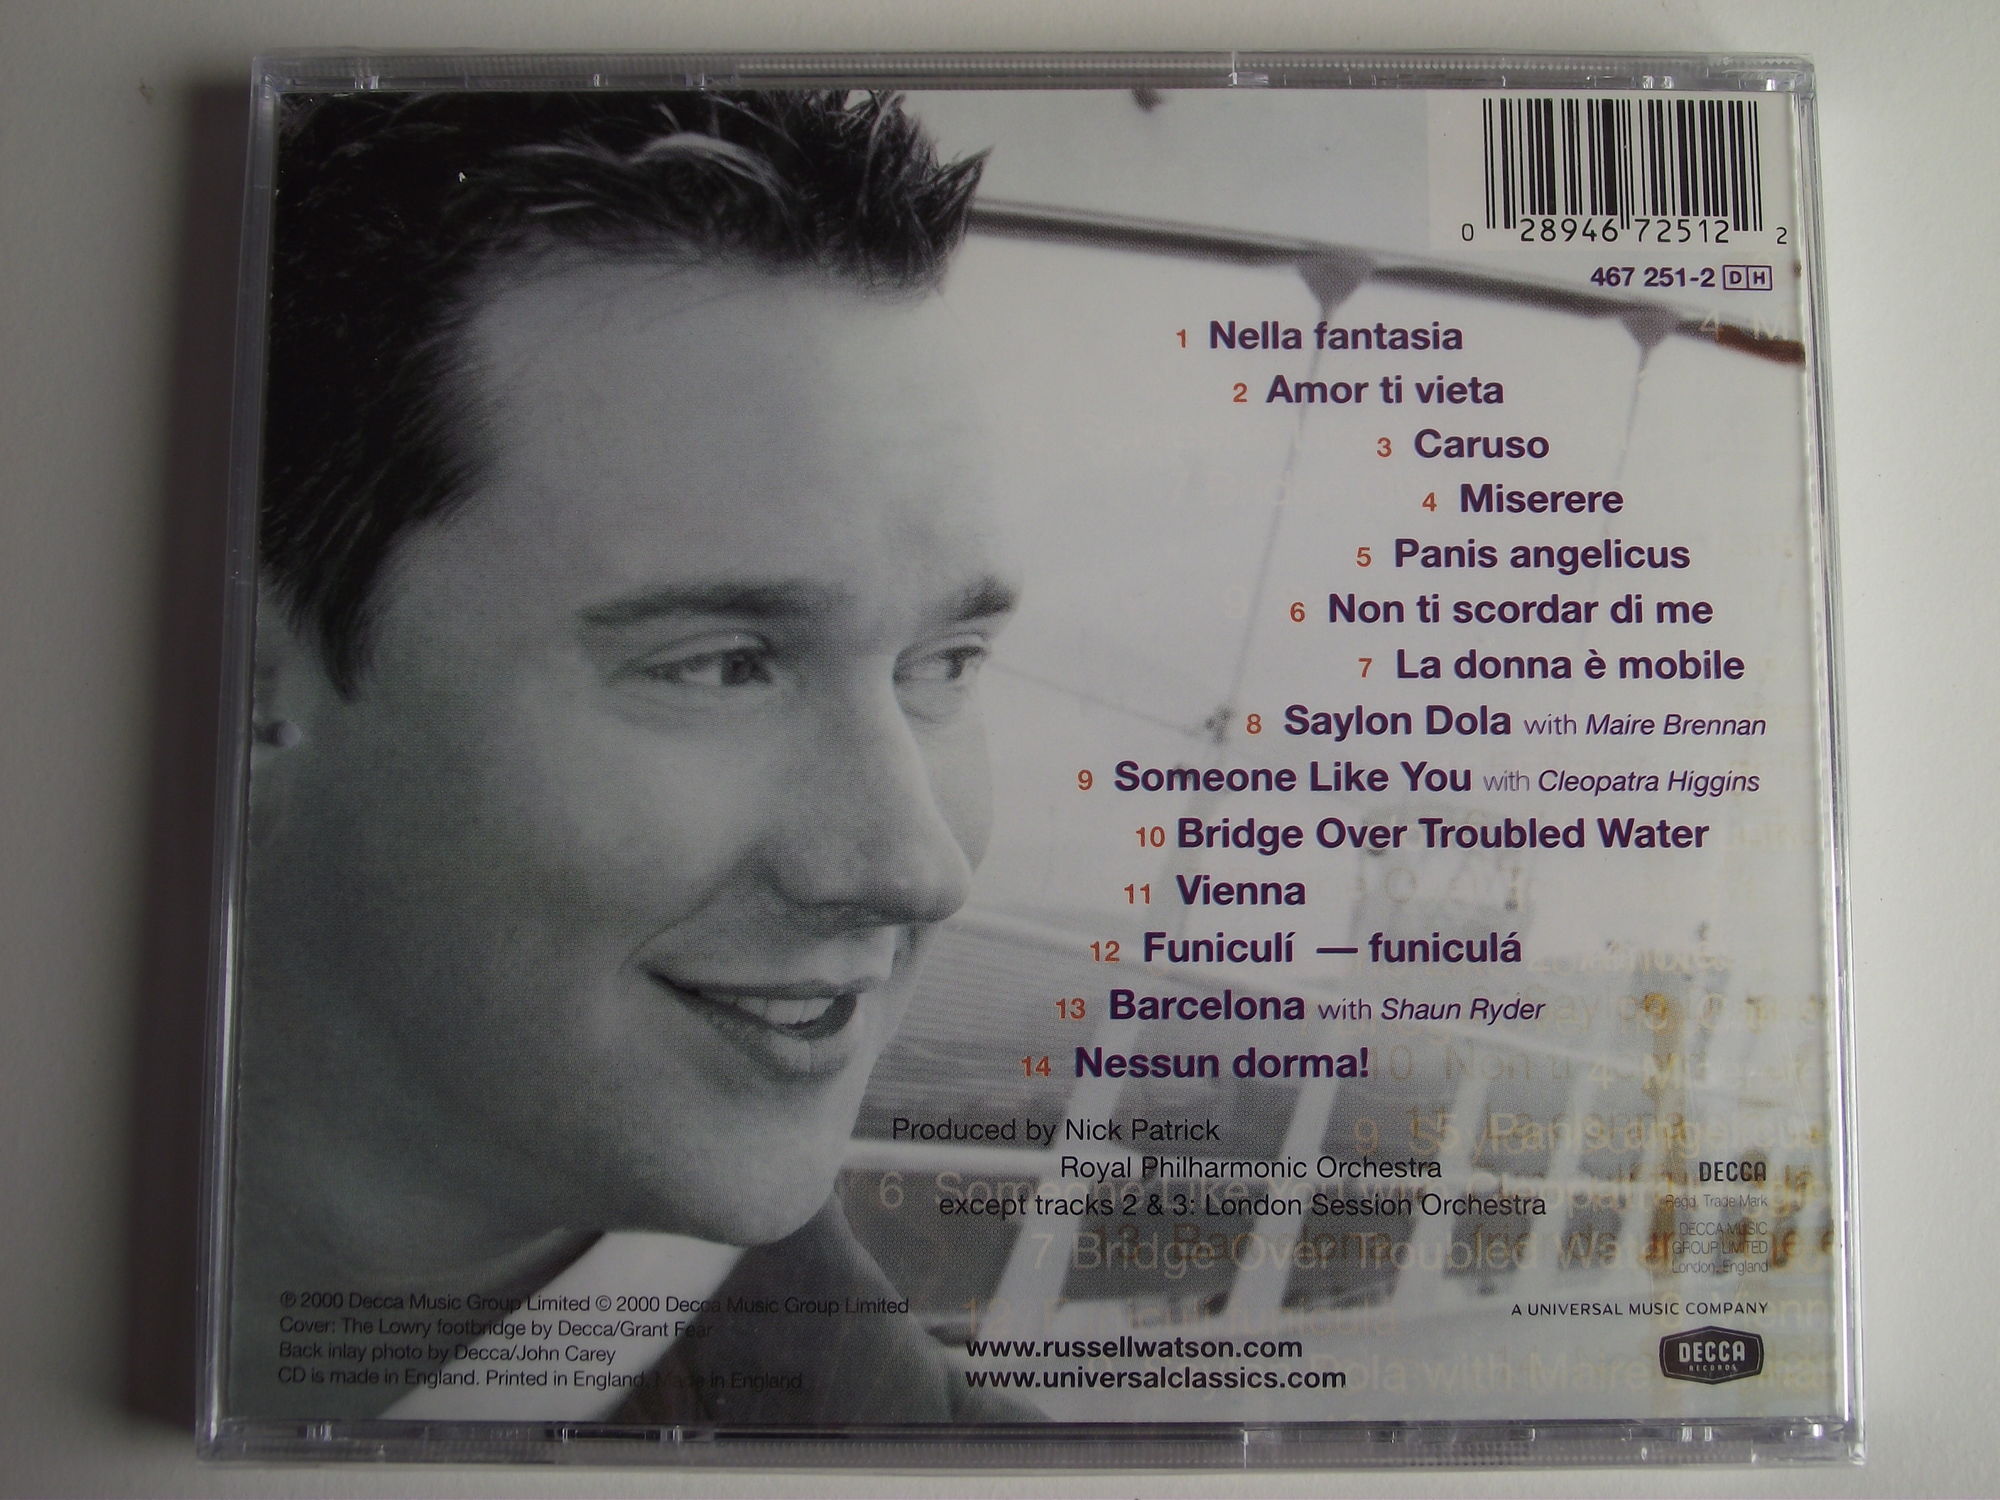 0 28946 72512 2
467 251-2 DH
1 Nella fantasia
2 Amor ti vieta
3 Caruso
4 Miserere
5 Panis angelicus
6 Non ti scordar di me
7 La donna è mobile
8 Saylon Dola with Maire Brennan
9 Someone Like You with Cleopatra Higgins
10 Bridge Over Troubled Water
11 Vienna
12 Funiculí — funiculá
13 Barcelona with Shaun Ryder
14 Nessun dorma!
Produced by Nick Patrick
Royal Philharmonic Orchestra
except tracks 2 & 3: London Session Orchestra
DECCA
Regd. Trade Mark
DECCA MUSIC
GROUP LIMITED
London, England
7 Bridge Over Troubled Water
℗ 2000 Decca Music Group Limited © 2000 Decca Music Group Limited
Cover: The Lowry footbridge by Decca/Grant Fear
Back inlay photo by Decca/John Carey
CD is made in England. Printed in England. Made in England
www.russellwatson.com
www.universalclassics.com
A UNIVERSAL MUSIC COMPANY
DECCA
RECORDS